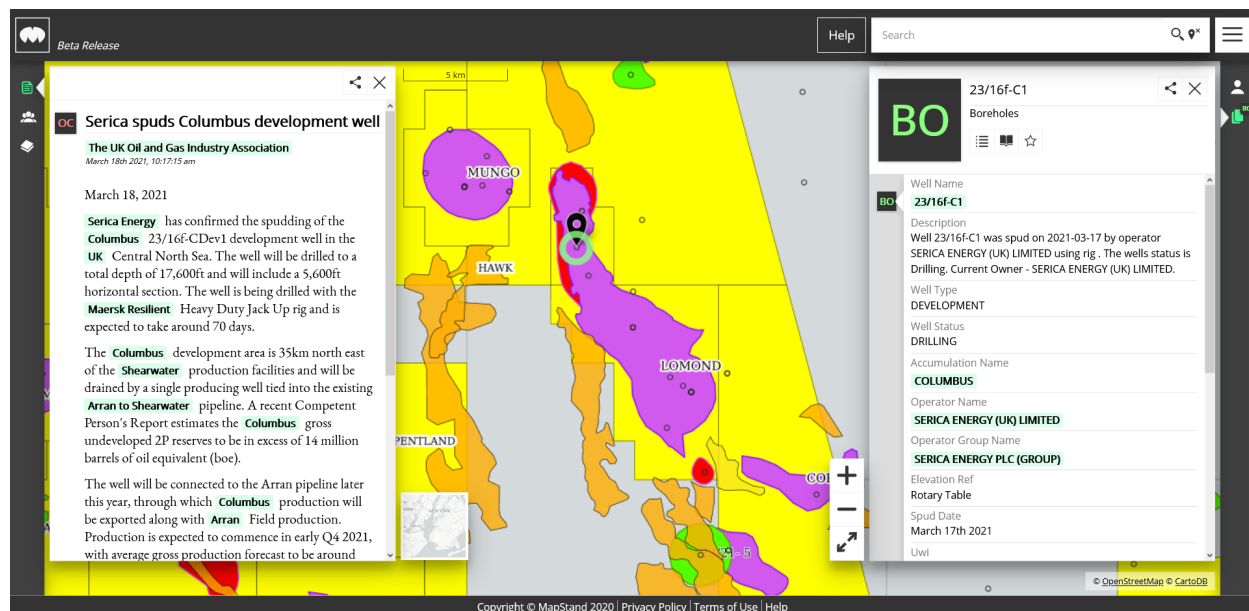 Beta Release
Help
Search
OC
Serica spuds Columbus development well
The UK Oil and Gas Industry Association
March 18th 2021, 10:17:15 am
March 18, 2021
Serica Energy has confirmed the spudding of the
Columbus 23/16f-CDev1 development well in the
UK Central North Sea. The well will be drilled to a
total depth of 17,600ft and will include a 5,600ft
horizontal section. The well is being drilled with the
Maersk Resilient Heavy Duty Jack Up rig and is
expected to take around 70 days.
The Columbus development area is 35km north east
of the Shearwater production facilities and will be
drained by a single producing well tied into the existing
Arran to Shearwater pipeline. A recent Competent
Person's Report estimates the Columbus gross
undeveloped 2P reserves to be in excess of 14 million
barrels of oil equivalent (boe).
The well will be connected to the Arran pipeline later
this year, through which Columbus production will
be exported along with Arran Field production.
Production is expected to commence in early Q4 2021,
with average gross production forecast to be around
5 km
MUNGO
HAWK
LOMOND
PENTLAND
CO
- 5
BO
23/16f-C1
Boreholes
BO
Well Name
23/16f-C1
Description
Well 23/16f-C1 was spud on 2021-03-17 by operator
SERICA ENERGY (UK) LIMITED using rig . The wells status is
Drilling. Current Owner - SERICA ENERGY (UK) LIMITED.
Well Type
DEVELOPMENT
Well Status
DRILLING
Accumulation Name
COLUMBUS
Operator Name
SERICA ENERGY (UK) LIMITED
Operator Group Name
SERICA ENERGY PLC (GROUP)
Elevation Ref
Rotary Table
Spud Date
March 17th 2021
Uwi
BO
© OpenStreetMap © CartoDB
Copyright © MapStand 2020 | Privacy Policy | Terms of Use | Help